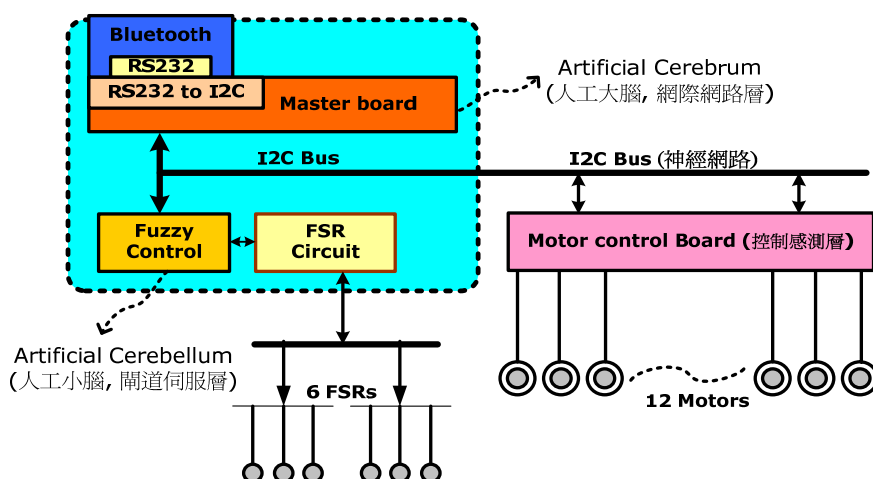 Bluetooth
RS232
RS232 to I2C
Master board
Artificial Cerebrum
(人工大腦, 網際網路層)
I2C Bus
I2C Bus (神經網路)
Fuzzy
Control
FSR
Circuit
Motor control Board (控制感測層)
Artificial Cerebellum
(人工小腦, 閘道伺服層)
6 FSRs
12 Motors